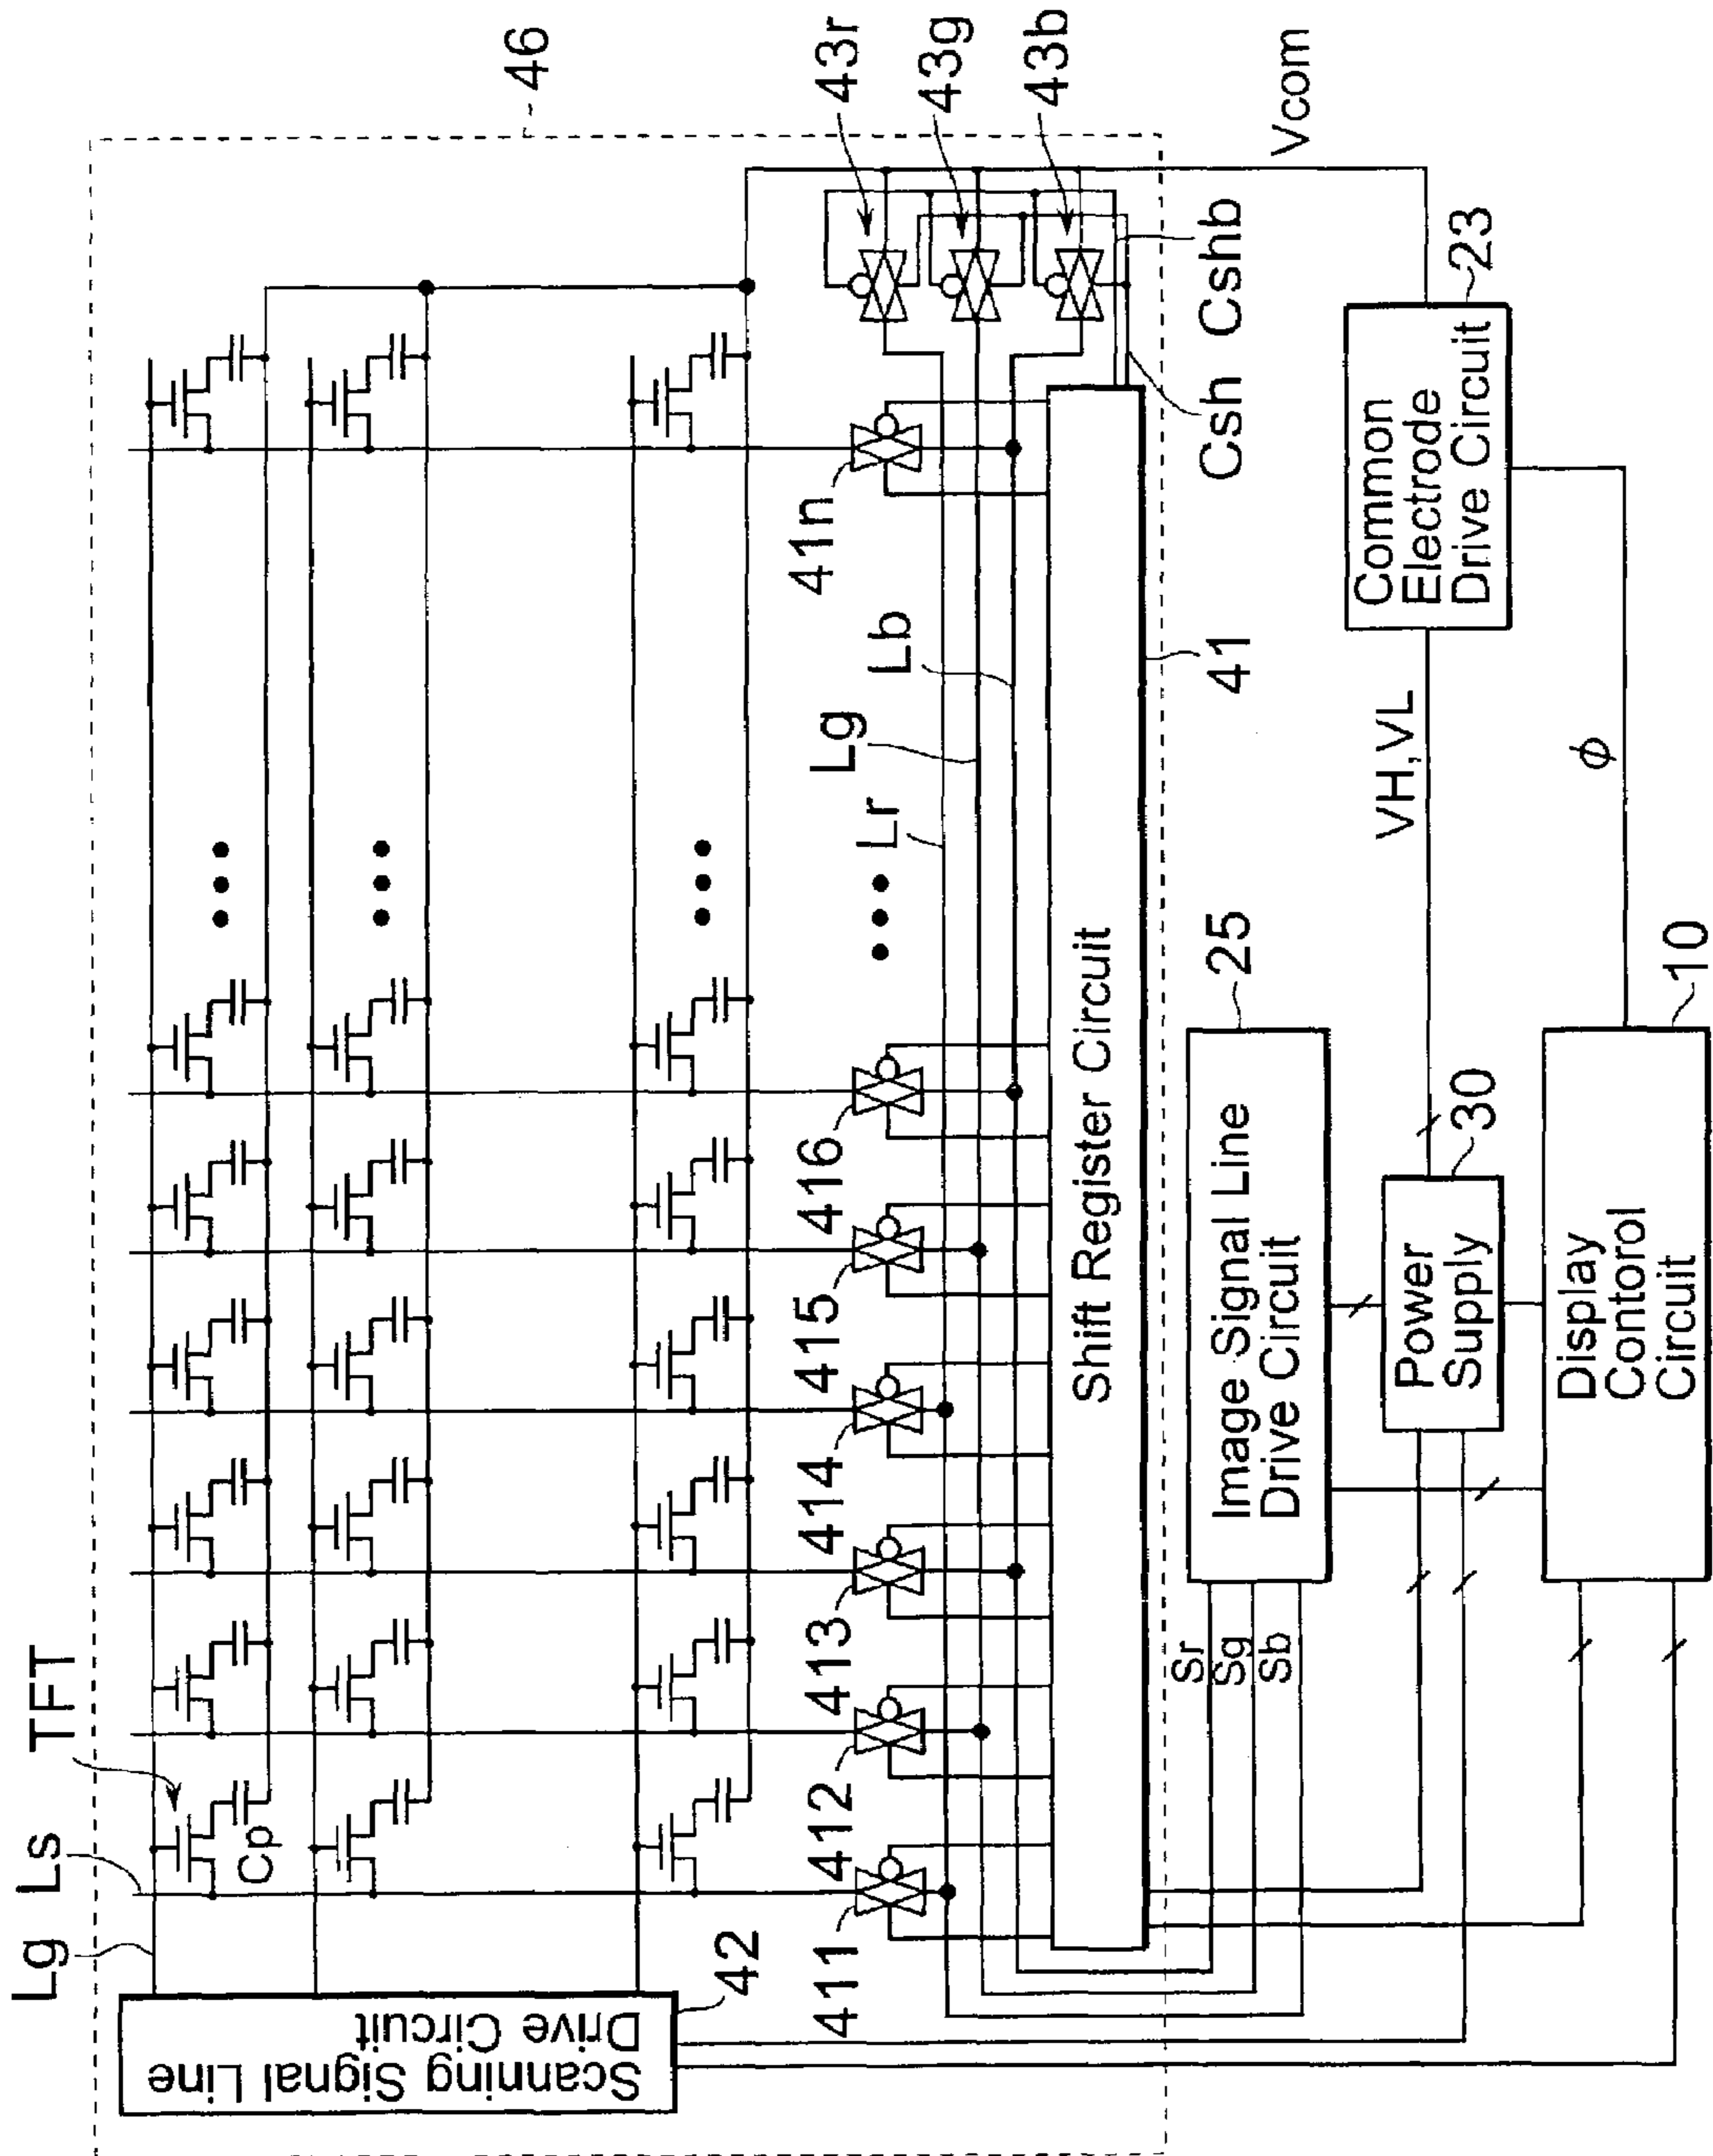 Lg
Ls
TFT
46
Cp
Scanning Signal Line
Drive Circuit
42
411
412
413
414
415
416
41n
43r
43g
43b
Lr
Lg
Lb
Shift Register Circuit
41
Csh
Cshb
Vcom
Sr
Sg
Sb
Image Signal Line
Drive Circuit
25
Power
Supply
30
VH,VL
Common
Electrode
Drive Circuit
23
Display
Contorol
Circuit
10
ϕ